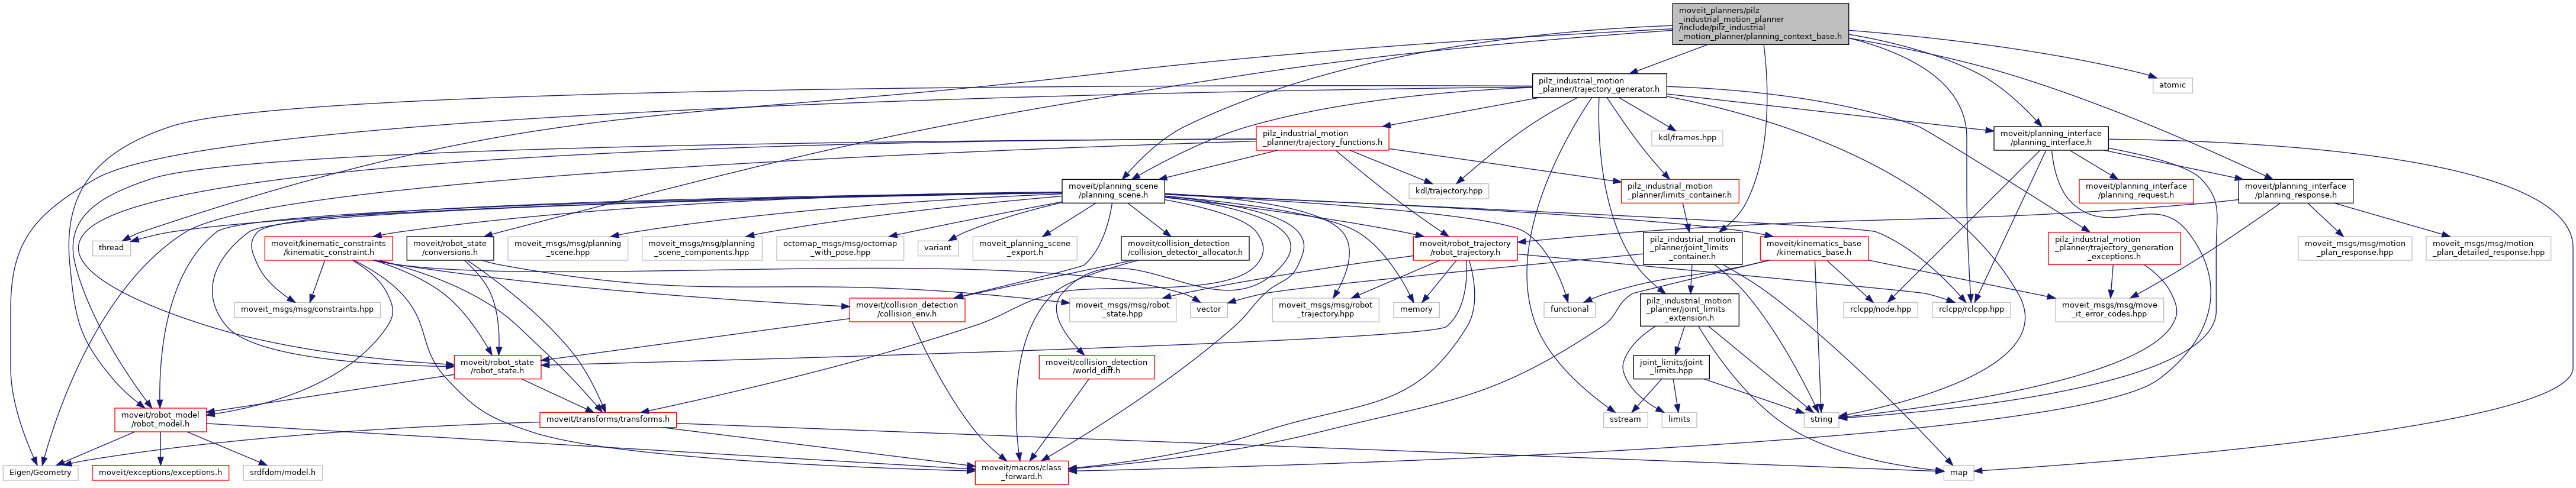 moveit_planners/pilz
_industrial_motion_planner
/include/pilz_industrial
_motion_planner/planning_context_base.h
atomic
pilz_industrial_motion
_planner/trajectory_generator.h
kdl/frames.hpp
pilz_industrial_motion
_planner/trajectory_functions.h
moveit/planning_interface
/planning_interface.h
moveit/planning_scene
/planning_scene.h
kdl/trajectory.hpp
pilz_industrial_motion
_planner/limits_container.h
moveit/planning_interface
/planning_request.h
moveit/planning_interface
/planning_response.h
thread
moveit/kinematic_constraints
/kinematic_constraint.h
moveit/robot_state
/conversions.h
moveit_msgs/msg/planning
_scene.hpp
moveit_msgs/msg/planning
_scene_components.hpp
octomap_msgs/msg/octomap
_with_pose.hpp
variant
moveit_planning_scene
_export.h
moveit/collision_detection
/collision_detector_allocator.h
moveit/robot_trajectory
/robot_trajectory.h
pilz_industrial_motion
_planner/joint_limits
_container.h
moveit/kinematics_base
/kinematics_base.h
pilz_industrial_motion
_planner/trajectory_generation
_exceptions.h
moveit_msgs/msg/motion
_plan_response.hpp
moveit_msgs/msg/motion
_plan_detailed_response.hpp
moveit_msgs/msg/constraints.hpp
moveit/collision_detection
/collision_env.h
moveit_msgs/msg/robot
_state.hpp
vector
moveit_msgs/msg/robot
_trajectory.hpp
memory
functional
pilz_industrial_motion
_planner/joint_limits
_extension.h
rclcpp/node.hpp
rclcpp/rclcpp.hpp
moveit_msgs/msg/move
_it_error_codes.hpp
moveit/robot_state
/robot_state.h
moveit/collision_detection
/world_diff.h
joint_limits/joint
_limits.hpp
moveit/robot_model
/robot_model.h
moveit/transforms/transforms.h
sstream
limits
string
Eigen/Geometry
moveit/exceptions/exceptions.h
srdfdom/model.h
moveit/macros/class
_forward.h
map